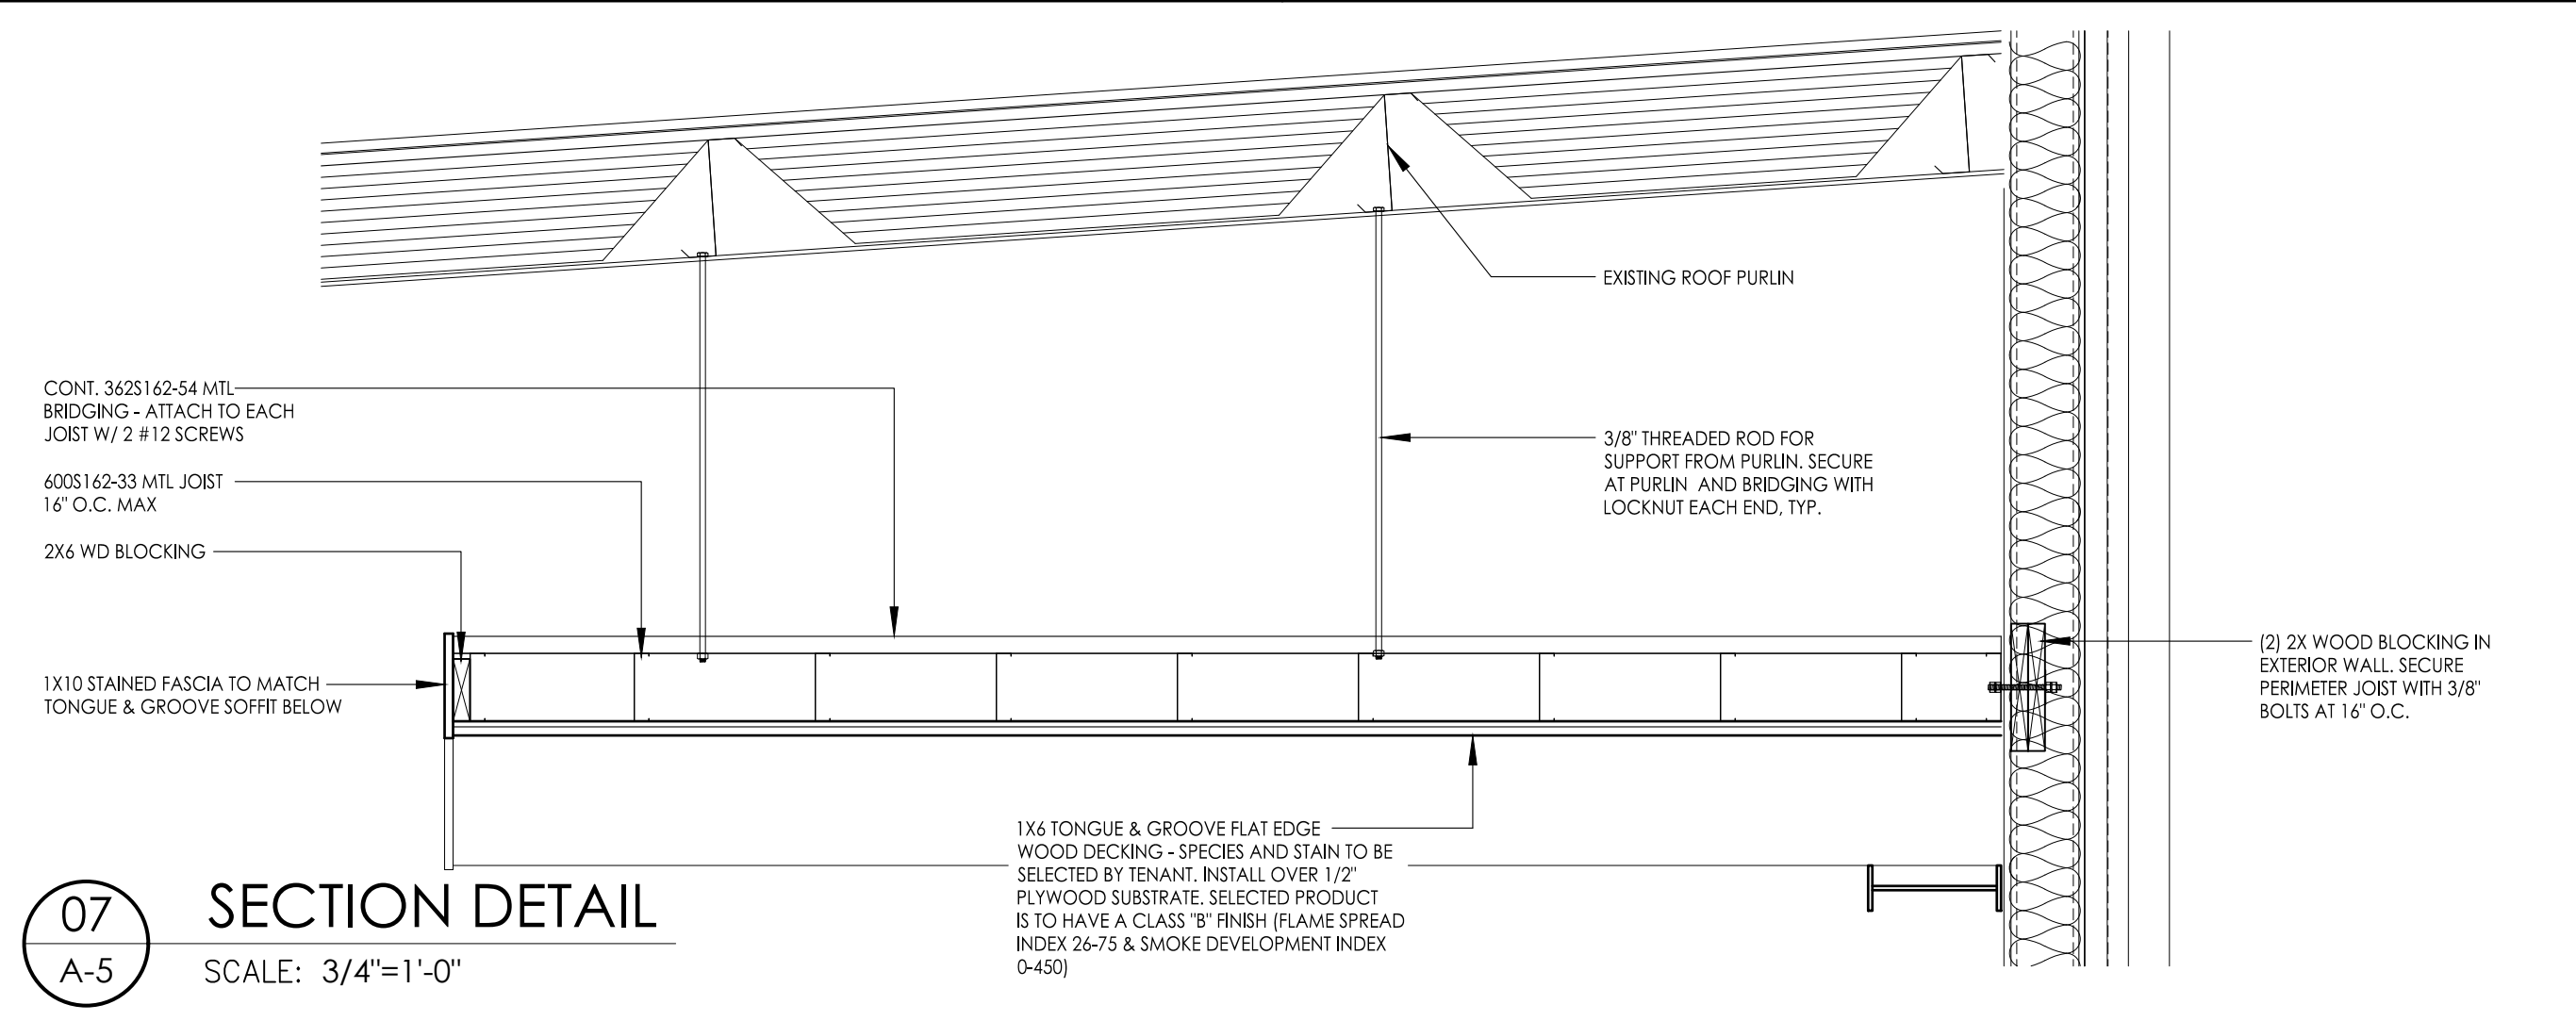 EXISTING ROOF PURLIN
CONT. 362S162-54 MTL
BRIDGING - ATTACH TO EACH
JOIST W/ 2 #12 SCREWS
600S162-33 MTL JOIST
16" O.C. MAX
2X6 WD BLOCKING
1X10 STAINED FASCIA TO MATCH
TONGUE & GROOVE SOFFIT BELOW
3/8" THREADED ROD FOR
SUPPORT FROM PURLIN. SECURE
AT PURLIN AND BRIDGING WITH
LOCKNUT EACH END, TYP.
(2) 2X WOOD BLOCKING IN
EXTERIOR WALL. SECURE
PERIMETER JOIST WITH 3/8"
BOLTS AT 16" O.C.
1X6 TONGUE & GROOVE FLAT EDGE
WOOD DECKING - SPECIES AND STAIN TO BE
SELECTED BY TENANT. INSTALL OVER 1/2"
PLYWOOD SUBSTRATE. SELECTED PRODUCT
IS TO HAVE A CLASS "B" FINISH (FLAME SPREAD
INDEX 26-75 & SMOKE DEVELOPMENT INDEX
0-450)
07
A-5
SECTION DETAIL
SCALE: 3/4"=1'-0"